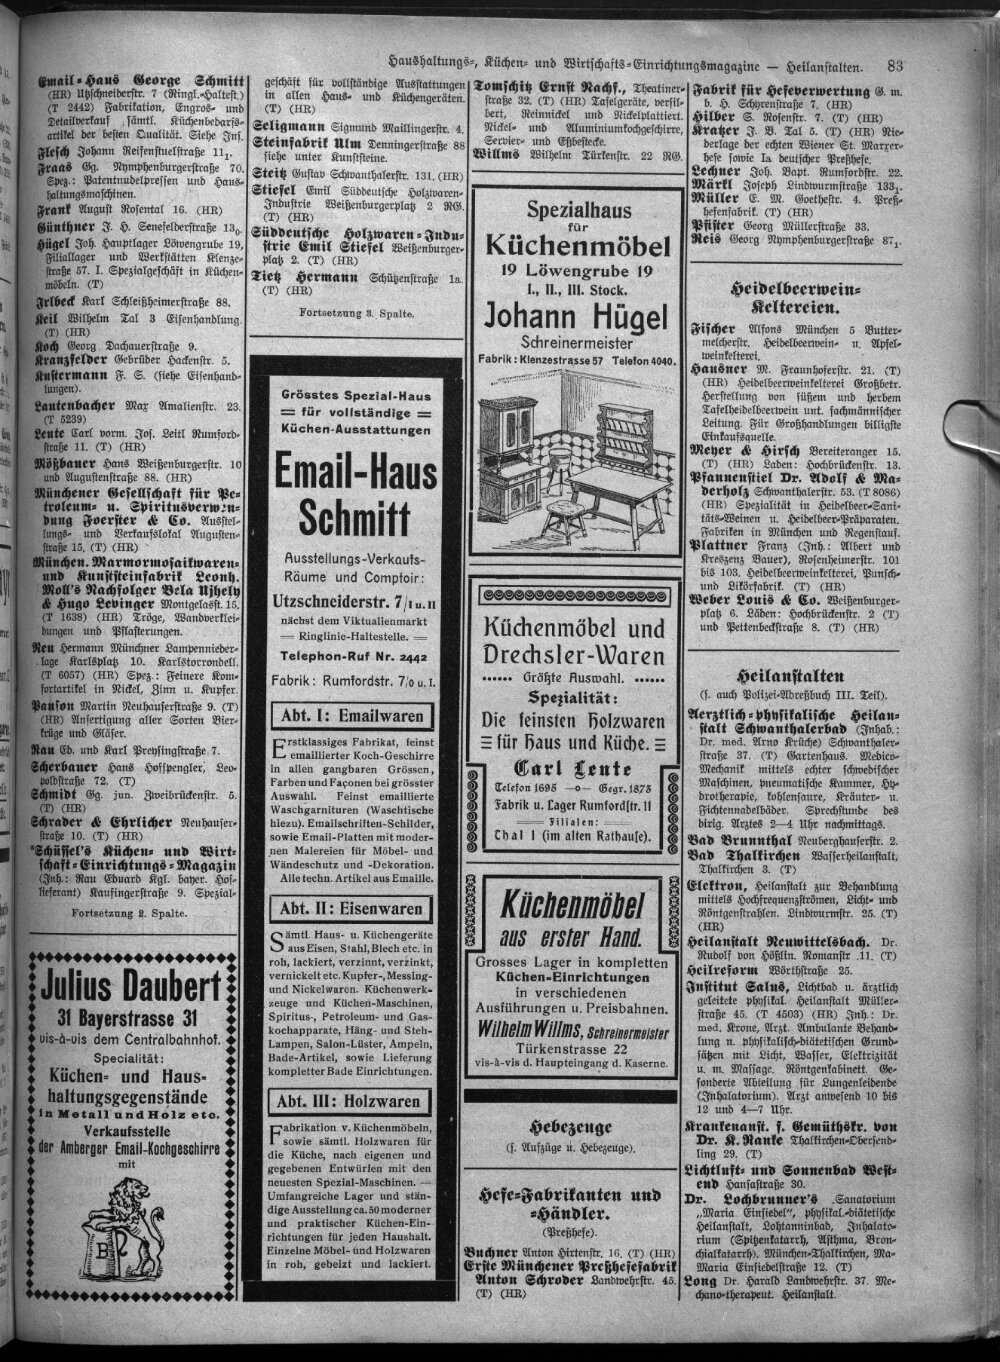 Haushaltungs-, Küchen- und Wirtschafts-Einrichtungsmagazine — Heilanstalten. 83
Email-Haus George Schmitt
(HR) Utzschneiderstr. 7 (Ringl.-Haltest.)
(T 2442) Fabrikation, Engros- und
Detailverkauf sämtl. Küchenbedarfs-
artikel der besten Qualität. Siehe Ins.
Flesch Johann Reisenstuelstraße 11₁.
Fraas Gg. Nymphenburgerstraße 70.
Spez.: Patentnudelpressen und Haus-
haltungsmaschinen.
Frank August Rosental 16. (HR)
Günthner J. H. Senefelderstraße 13₀.
Hügel Joh. Hauptlager Löwengrube 19,
Filiallager und Werkstätten Klenze-
straße 57. I. Spezialgeschäft in Küchen-
möbeln. (T)
Irlbeck Karl Schleißheimerstraße 88.
Keil Wilhelm Tal 3 Eisenhandlung.
(T) (HR)
Koch Georg Dachauerstraße 9.
Kranzfelder Gebrüder Hackenstr. 5.
Kustermann F. S. (siehe Eisenhand-
lungen).
Lautenbacher Max Amalienstr. 23.
(T 5239)
Leute Carl vorm. Jos. Leitl Rumford-
straße 11. (T) (HR)
Mößbauer Hans Weißenburgerstr. 10
und Augustenstraße 88. (HR)
Münchener Gesellschaft für Pe-
troleum- u. Spiritusverwen-
dung Foerster & Co. Ausstel-
lungs- und Verkaufslokal Augusten-
straße 15. (T) (HR)
München. Marmormosaikwaren-
und Kunststeinfabrik Leonh.
Moll's Nachfolger Bela Ujhely
& Hugo Levinger Montgelasstr. 15.
(T 1638) (HR) Tröge, Wandverklei-
dungen und Pflasterungen.
Neu Hermann Münchner Lampennieder-
lage Karlsplatz 10. Karlstorrondell.
(T 6057) (HR) Spez.: Feinere Kom-
fortartikel in Nickel, Zinn u. Kupfer.
Pauson Martin Neuhauserstraße 9. (T)
(HR) Anfertigung aller Sorten Bier-
krüge und Gläser.
Rau Ed. und Karl Preysingstraße 7.
Scherbauer Hans Hofspengler, Leo-
poldstraße 72. (T)
Schmidt Gg. jun. Zweibrückenstr. 5.
(T) (HR)
Schrader & Ehrlicher Neuhauser-
straße 10. (T) (HR)
*Schüssel's Küchen- und Wirt-
schaft-Einrichtungs-Magazin
(Inh.: Rau Eduard Kgl. bayer. Hof-
lieferant) Kaufingerstraße 9. Spezial-
Fortsetzung 2. Spalte.
Julius Daubert
31 Bayerstrasse 31
vis-à-vis dem Centralbahnhof.
Specialität:
Küchen- und Haus-
haltungsgegenstände
in Metall und Holz etc.
Verkaufsstelle
der Amberger Email-Kochgeschirre
mit
B R
geschäft für vollständige Ausstattungen
in allen Haus- und Küchengeräten.
(T) (HR)
Seligmann Sigmund Maillingerstr. 4.
Steinfabrik Ulm Denningerstraße 88
siehe unter Kunststeine.
Steitz Gustav Schwanthalerstr. 131. (HR)
Stiefel Emil Süddeutsche Holzwaren-
Industrie Weißenburgerplatz 2 RG.
(T) (HR)
Süddeutsche Holzwaren-Indu-
strie Emil Stiefel Weißenburger-
platz 2. (T) (HR)
Tietz Hermann Schützenstraße 1a.
(T) (HR)
Fortsetzung 3. Spalte.
Grösstes Spezial-Haus
für vollständige
Küchen-Ausstattungen
Email-Haus
Schmitt
Ausstellungs-Verkaufs-
Räume und Comptoir:
Utzschneiderstr. 7/I u. II
nächst dem Viktualienmarkt
— Ringlinie-Haltestelle. —
Telephon-Ruf Nr. 2442
Fabrik: Rumfordstr. 7/0 u. I.
Abt. I: Emailwaren
Erstklassiges Fabrikat, feinst
emaillierter Koch-Geschirre
in allen gangbaren Grössen,
Farben und Façonen bei grösster
Auswahl. Feinst emaillierte
Waschgarnituren (Waschtische
hiezu). Emailschriften-Schilder,
sowie Email-Platten mit moder-
nen Malereien für Möbel- und
Wändeschutz und -Dekoration.
Alle techn. Artikel aus Emaille.
Abt. II: Eisenwaren
Sämtl. Haus- u. Küchengeräte
aus Eisen, Stahl, Blech etc. in
roh, lackiert, verzinnt, verzinkt,
vernickelt etc. Kupfer-, Messing-
und Nickelwaren. Küchenwerk-
zeuge und Küchen-Maschinen,
Spiritus-, Petroleum- und Gas-
kochapparate, Häng- und Steh-
Lampen, Salon-Lüster, Ampeln,
Bade-Artikel, sowie Lieferung
kompletter Bade Einrichtungen.
Abt. III: Holzwaren
Fabrikation v. Küchenmöbeln,
sowie sämtl. Holzwaren für
die Küche, nach eigenen und
gegebenen Entwürfen mit den
neuesten Spezial-Maschinen. —
Umfangreiche Lager und stän-
dige Ausstellung ca. 50 moderner
und praktischer Küchen-Ein-
richtungen für jeden Haushalt.
Einzelne Möbel- und Holzwaren
in roh, gebeizt und lackiert.
Tomschitz Ernst Nachf., Theatiner-
straße 32. (T) (HR) Tafelgeräte, versil-
bert, Reinnickel und Nickelplattiert.
Nickel- und Aluminiumkochgeschirre,
Servier- und Eßbestecke.
Willms Wilhelm Türkenstr. 22 RG.
Spezialhaus
für
Küchenmöbel
19 Löwengrube 19
I., II., III. Stock.
Johann Hügel
Schreinermeister
Fabrik: Klenzestrasse 57 Telefon 4040.
Küchenmöbel und
Drechsler-Waren
...... Größte Auswahl. ......
Spezialität:
Die feinsten Holzwaren
für Haus und Küche.
Carl Leute
Telefon 1695 —o— Gegr. 1873
Fabrik u. Lager Rumfordstr. 11
— Filialen: —
Thal 1 (im alten Rathause).
Küchenmöbel
aus erster Hand.
Grosses Lager in kompletten
Küchen-Einrichtungen
in verschiedenen
Ausführungen u. Preisbahnen.
Wilhelm Willms, Schreinermeister
Türkenstrasse 22
vis-à-vis d. Haupteingang d. Kaserne.
Hebezeuge
(s. Aufzüge u. Hebezeuge).
Hefe-Fabrikanten und
-Händler.
(Preßhefe).
Buchner Anton Hirtenstr. 16. (T) (HR)
Erste Münchener Preßhefefabrik
Anton Schroder Landwehrstr. 45.
(T) (HR)
Fabrik für Hefeverwertung G. m.
b. H. Schyrenstraße 7. (HR)
Hilber S. Rosenstr. 7. (T) (HR)
Kratzer J. B. Tal 5. (T) (HR) Nie-
derlage der echten Wiener St. Marxer-
hefe sowie Ia deutscher Preßhefe.
Lechner Joh. Bapt. Rumfordstr. 22.
Märkl Joseph Lindwurmstraße 133₁.
Müller E. M. Goethestr. 4. Preß-
hefenfabrik. (T) (HR)
Pfister Georg Müllerstraße 33.
Reis Georg Nymphenburgerstraße 87₁.
Heidelbeerwein-
Keltereien.
Fischer Alfons München 5 Butter-
melcherstr. Heidelbeerwein- u. Apfel-
weinkelterei.
Hausner M. Fraunhoferstr. 21. (T)
(HR) Heidelbeerweinkelterei Großbetr.
Herstellung von süßem und herbem
Tafelheidelbeerwein unt. fachmännischer
Leitung. Für Großhandlungen billigste
Einkaufsquelle.
Meyer & Hirsch Vereiteranger 15.
(T) (HR) Laden: Hochbrückenstr. 13.
Pfannenstiel Dr. Adolf & Ma-
derholz Schwanthalerstr. 53. (T 8086)
(HR) Spezialität in Heidelbeer-Sani-
täts-Weinen u. Heidelbeer-Präparaten.
Fabriken in München und Regenstauf.
Plattner Franz (Inh.: Albert und
Kreszenz Bauer), Rosenheimerstr. 101
bis 103. Heidelbeerweinkelterei, Punsch-
und Likörfabrik. (T) (HR)
Weber Louis & Co. Weißenburger-
platz 6. Läden: Hochbrückenstr. 2 (T)
und Pettenbeckstraße 8. (T) (HR)
Heilanstalten
(s. auch Polizei-Adreßbuch III. Teil).
Aerztlich-physikalische Heilan-
stalt Schwanthalerbad (Inhab.:
Dr. med. Arno Krüche) Schwanthaler-
straße 37. (T) Gartenhaus. Medico-
Mechanik mittels echter schwedischer
Maschinen, pneumatische Kammer, Hy-
drotherapie, kohlensaure, Kräuter- u.
Fichtennadelbäder. Sprechstunde des
dirig. Arztes 2—4 Uhr nachmittags.
Bad Brunnthal Neuberghauserstr. 2.
Bad Thalkirchen Wasserheilanstalt,
Thalkirchen 3. (T)
Elektron, Heilanstalt zur Behandlung
mittels Hochfrequenzströmen, Licht- und
Röntgenstrahlen. Lindwurmstr. 25. (T)
(HR)
Heilanstalt Neuwittelsbach. Dr.
Rudolf von Hößlin. Romanstr. 11. (T)
Heilreform Wörthstraße 25.
Institut Salus, Lichtbad u. ärztlich
geleitete physikal. Heilanstalt Müller-
straße 45. (T 4503) (HR) Inh.: Dr.
med. Krone, Arzt. Ambulante Behand-
lung n. physikalisch-diätetischen Grund-
sätzen mit Licht, Wasser, Elektrizität
u. m. Massage. Röntgenkabinett. Ge-
sonderte Abteilung für Lungenleidende
(Inhalatorium). Arzt anwesend 10 bis
12 und 4—7 Uhr.
Krankenanst. f. Gemütskr. von
Dr. K. Ranke Thalkirchen-Obersend-
ling 29. (T)
Lichtluft- und Sonnenbad West-
end Hansastraße 30.
Dr. Lochbrunner's Sanatorium
„Maria Einsiedel", physikal.-diätetische
Heilanstalt, Lohtanninbad, Inhalato-
rium (Spitzenkatarrh, Asthma, Bron-
chialkatarrh). München-Thalkirchen, Ma-
Maria Einsiedelstraße 12. (T)
Long Dr. Harald Landwehrstr. 37. Me-
chano-therapeut. Heilanstalt.